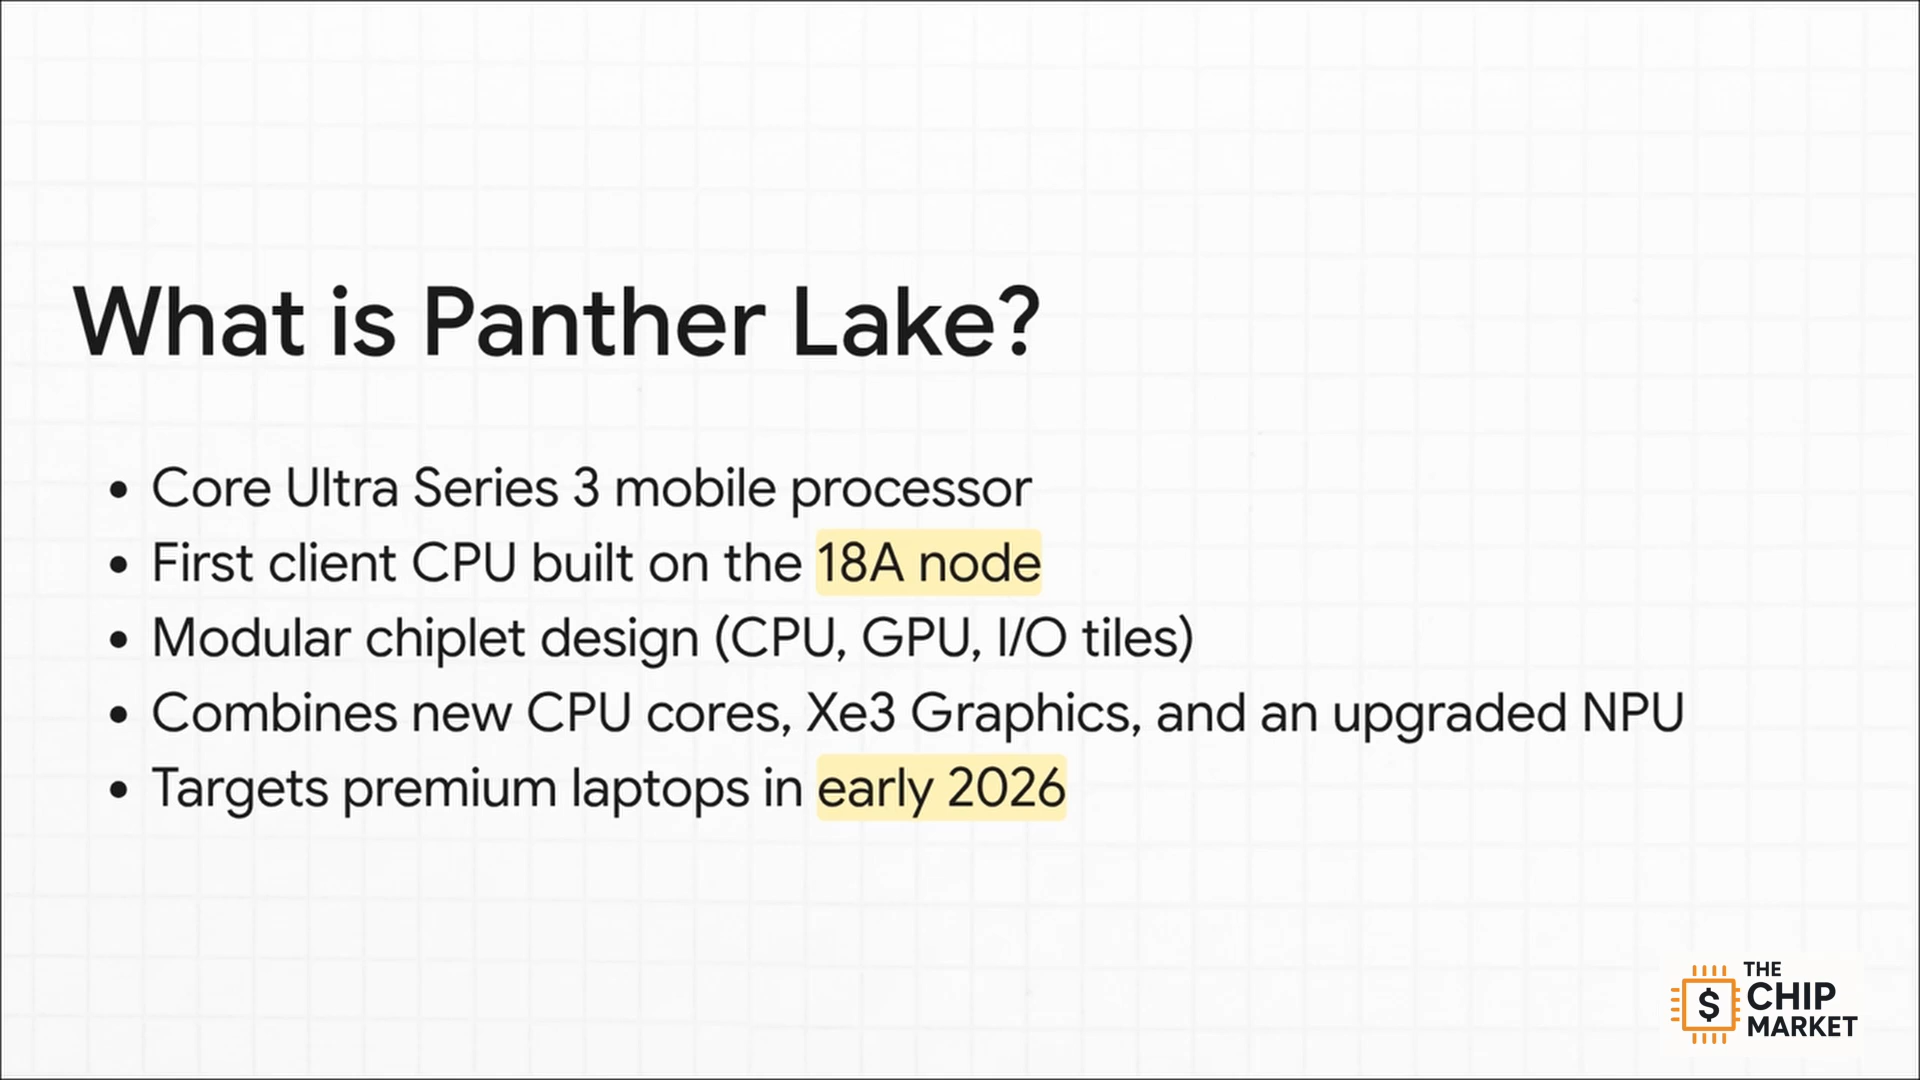 What is Panther Lake?
• Core Ultra Series 3 mobile processor
• First client CPU built on the 18A node
• Modular chiplet design (CPU, GPU, I/O tiles)
• Combines new CPU cores, Xe3 Graphics, and an upgraded NPU
• Targets premium laptops in early 2026
$
THE
CHIP
MARKET